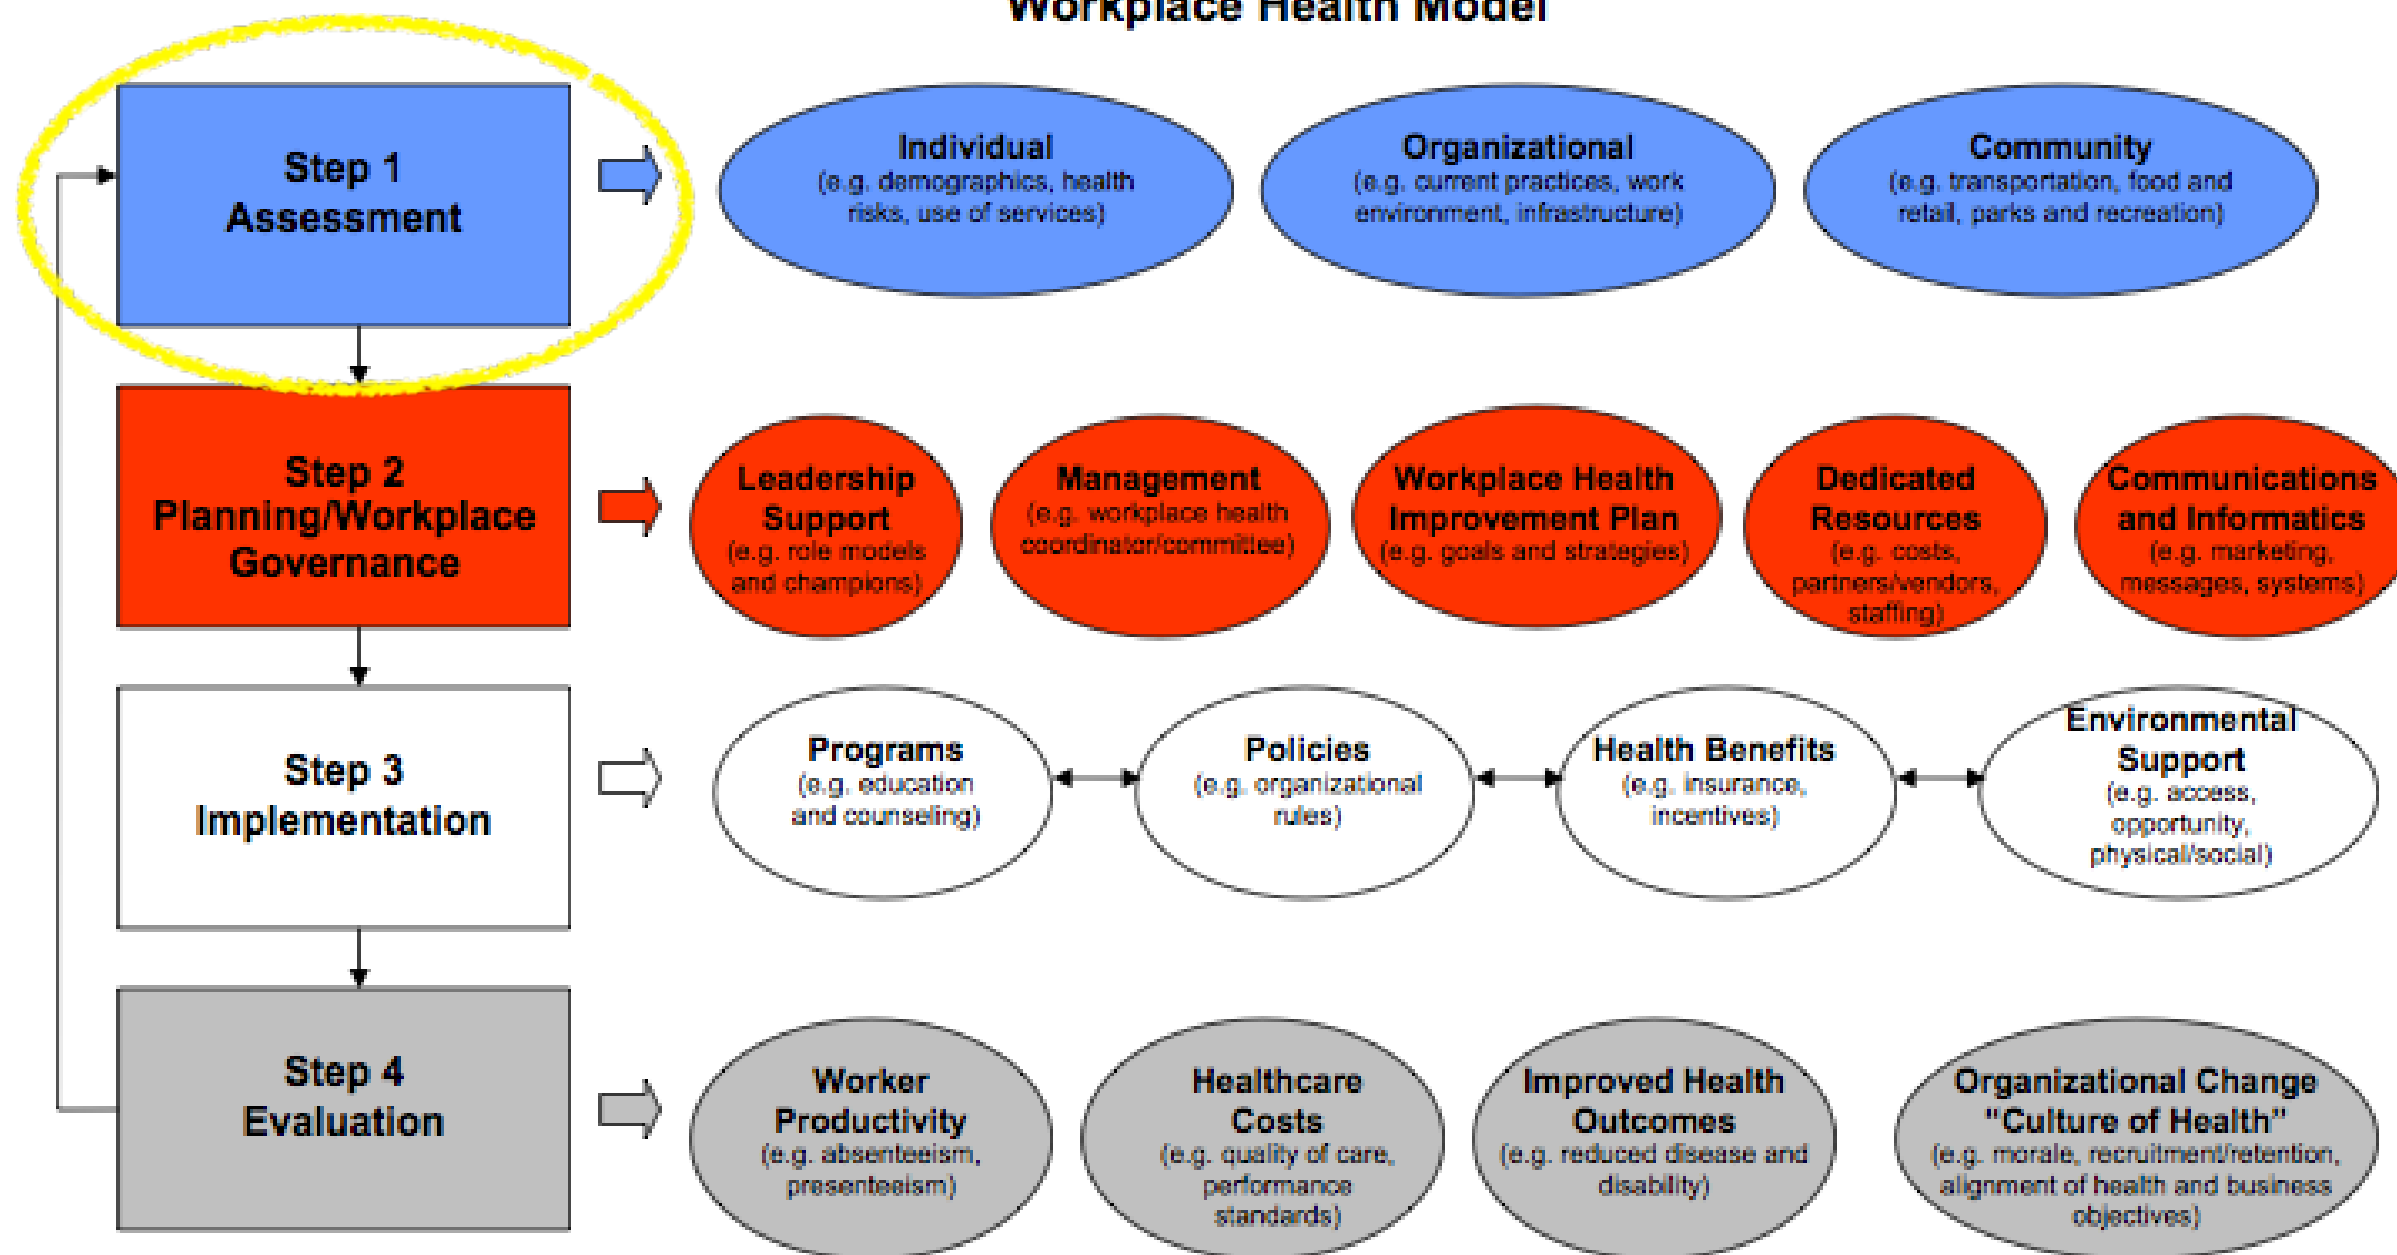 Workplace Health Model
Step 1
Assessment
Individual
(e.g. demographics, health
risks, use of services)
Organizational
(e.g. current practices, work
environment, infrastructure)
Community
(e.g. transportation, food and
retail, parks and recreation)
Step 2
Planning/Workplace
Governance
Leadership
Support
(e.g. role models
and champions)
Management
(e.g. workplace health
coordinator/committee)
Workplace Health
Improvement Plan
(e.g. goals and strategies)
Dedicated
Resources
(e.g. costs,
partners/vendors,
staffing)
Communications
and Informatics
(e.g. marketing,
messages, systems)
Step 3
Implementation
Programs
(e.g. education
and counseling)
Policies
(e.g. organizational
rules)
Health Benefits
(e.g. insurance,
incentives)
Environmental
Support
(e.g. access,
opportunity,
physical/social)
Step 4
Evaluation
Worker
Productivity
(e.g. absenteeism,
presenteeism)
Healthcare
Costs
(e.g. quality of care,
performance
standards)
Improved Health
Outcomes
(e.g. reduced disease and
disability)
Organizational Change
"Culture of Health"
(e.g. morale, recruitment/retention,
alignment of health and business
objectives)